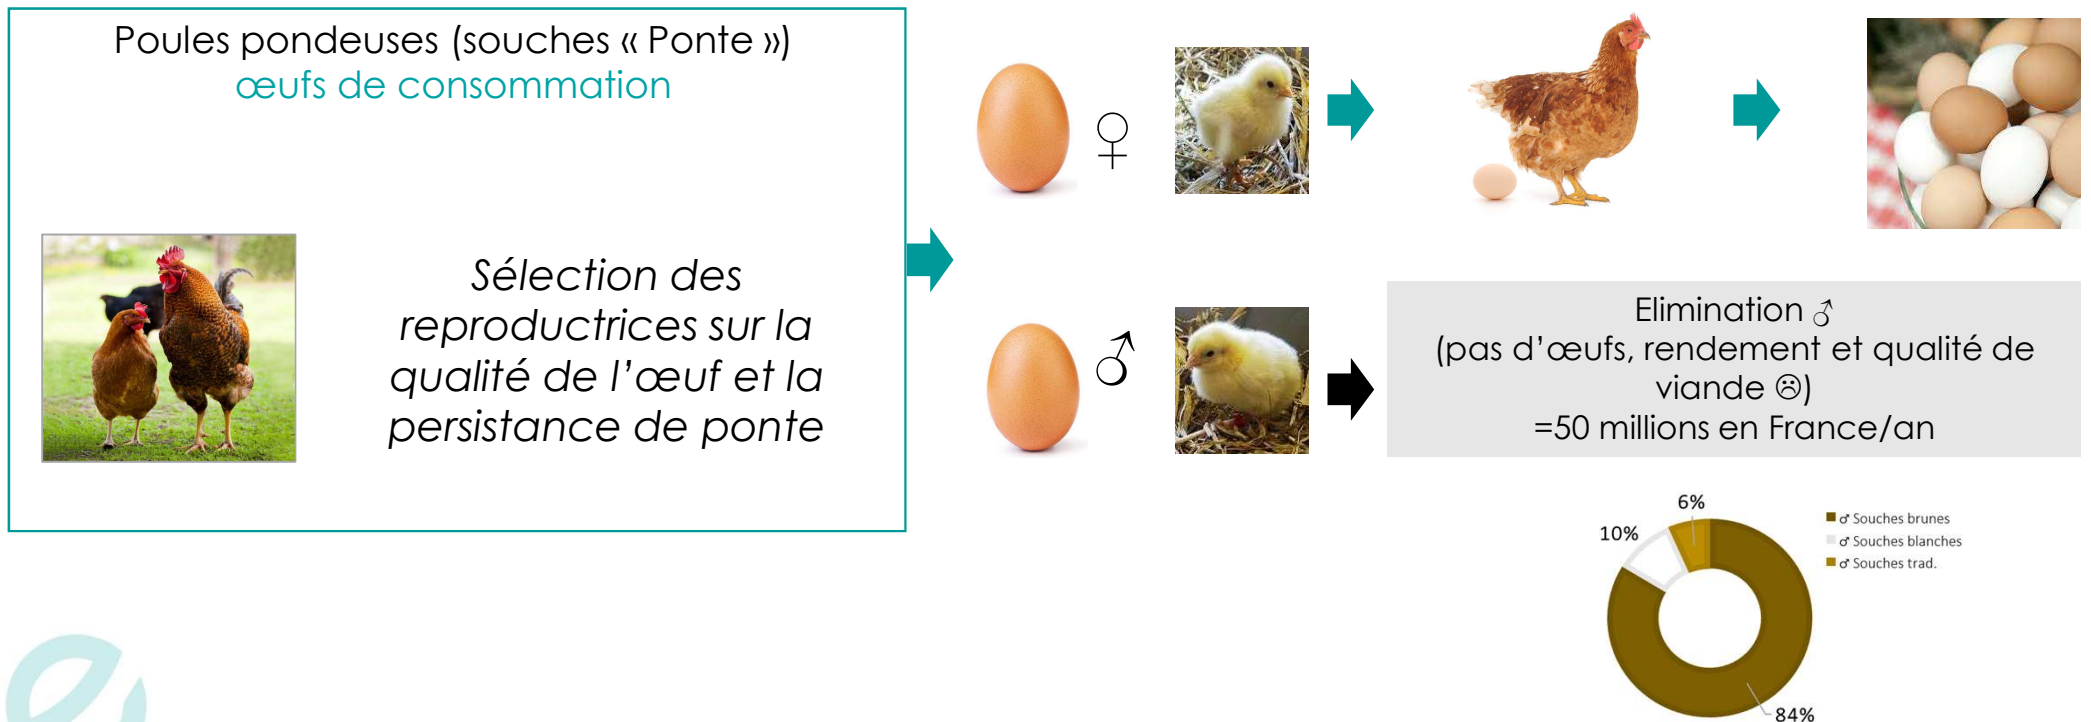 Poules pondeuses (souches « Ponte »)
œufs de consommation
Sélection des
reproductrices sur la
qualité de l’œuf et la
persistance de ponte
♀
♂
Elimination ♂
(pas d’œufs, rendement et qualité de
viande ☹)
=50 millions en France/an
6%
10%
84%
♂ Souches brunes
♂ Souches blanches
♂ Souches trad.